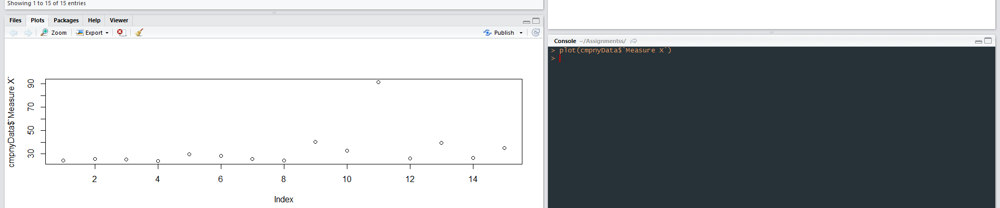 Showing 1 to 15 of 15 entries
Files Plots Packages Help Viewer
Zoom Export Publish
cmpnyData$`Measure X`
90
70
50
30
2 4 6 8 10 12 14
Index
Console ~/Assignmentss/
> plot(cmpnyData$`Measure X`)
>